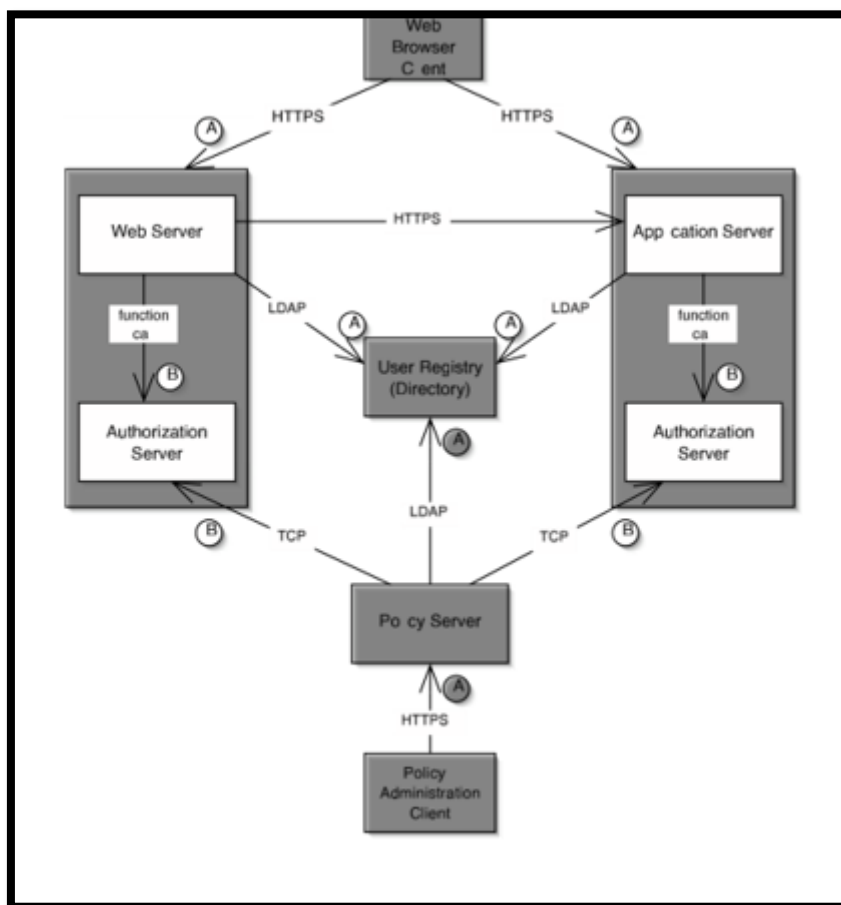 Web
Browser
C ent
HTTPS
HTTPS
A
A
Web Server
HTTPS
App cation Server
function
ca
LDAP
LDAP
function
ca
A
A
B
User Registry
(Directory)
B
Authorization
Server
Authorization
Server
A
LDAP
B
TCP
TCP
B
Po cy Server
A
HTTPS
Policy
Administration
Client